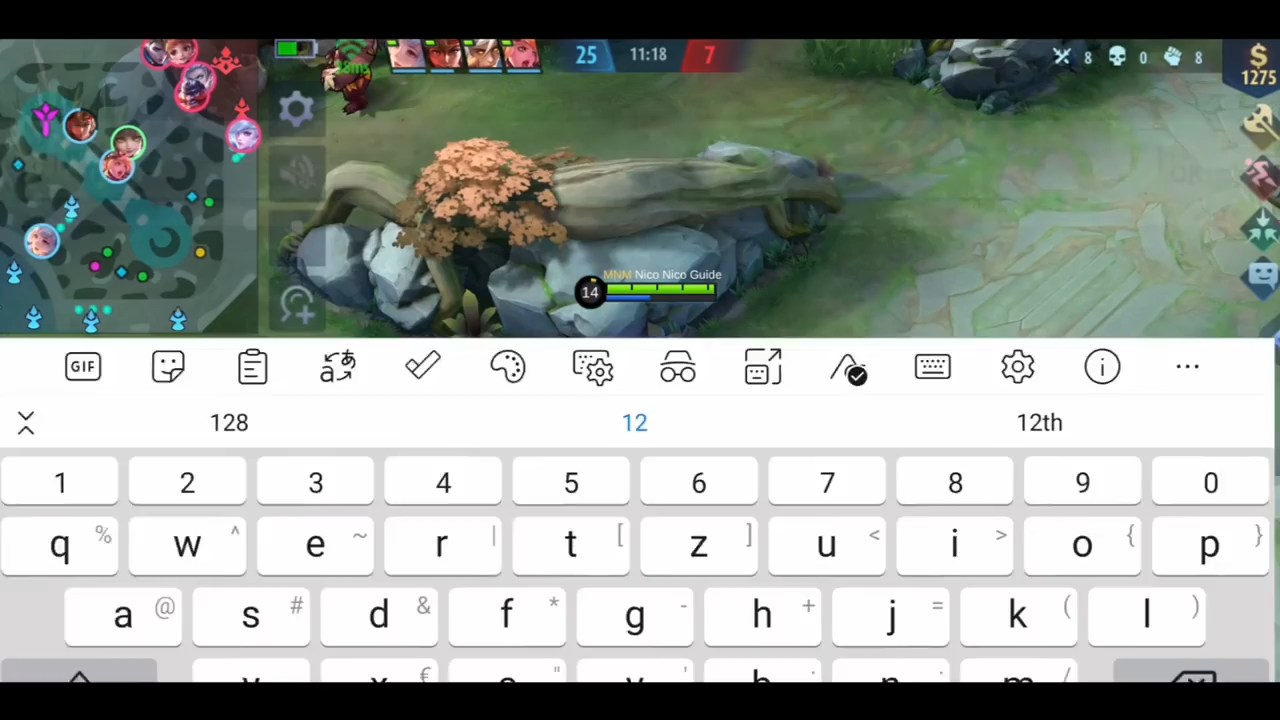 25 11:18 7 8 0 8 $
38ms 1275
MNM Nico Nico Guide
14
GIF
128 12 12th
1 2 3 4 5 6 7 8 9 0
q % w ^ e ~ r | t [ z ] u < i > o { p }
a @ s # d & f * g - h + j = k ( l )